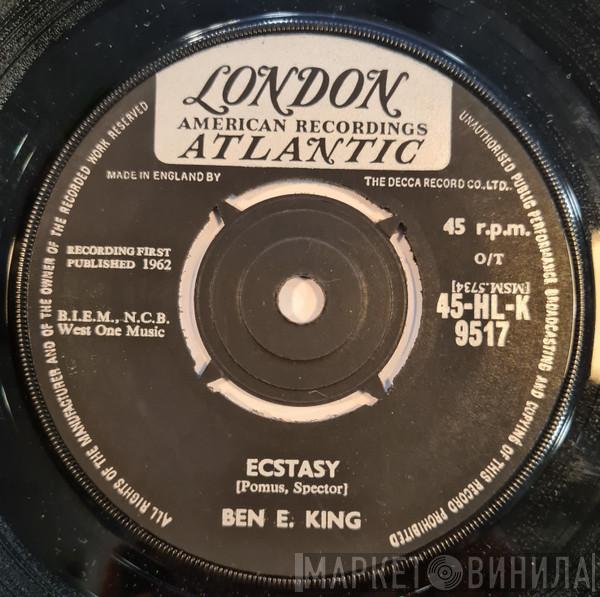 LONDON
AMERICAN RECORDINGS
ATLANTIC
MADE IN ENGLAND BY
THE DECCA RECORD CO., LTD.
RECORDING FIRST
PUBLISHED 1962
B.I.E.M., N.C.B.
West One Music
45 r.p.m.
O/T
[MSM.5734]
45-HL-K
9517
ECSTASY
[Pomus, Spector]
BEN E. KING
ALL RIGHTS OF THE MANUFACTURER AND OF THE OWNER OF THE RECORDED WORK RESERVED
UNAUTHORISED PUBLIC PERFORMANCE BROADCASTING AND COPYING OF THIS RECORD PROHIBITED
МАРКЕТ ВИНИЛА